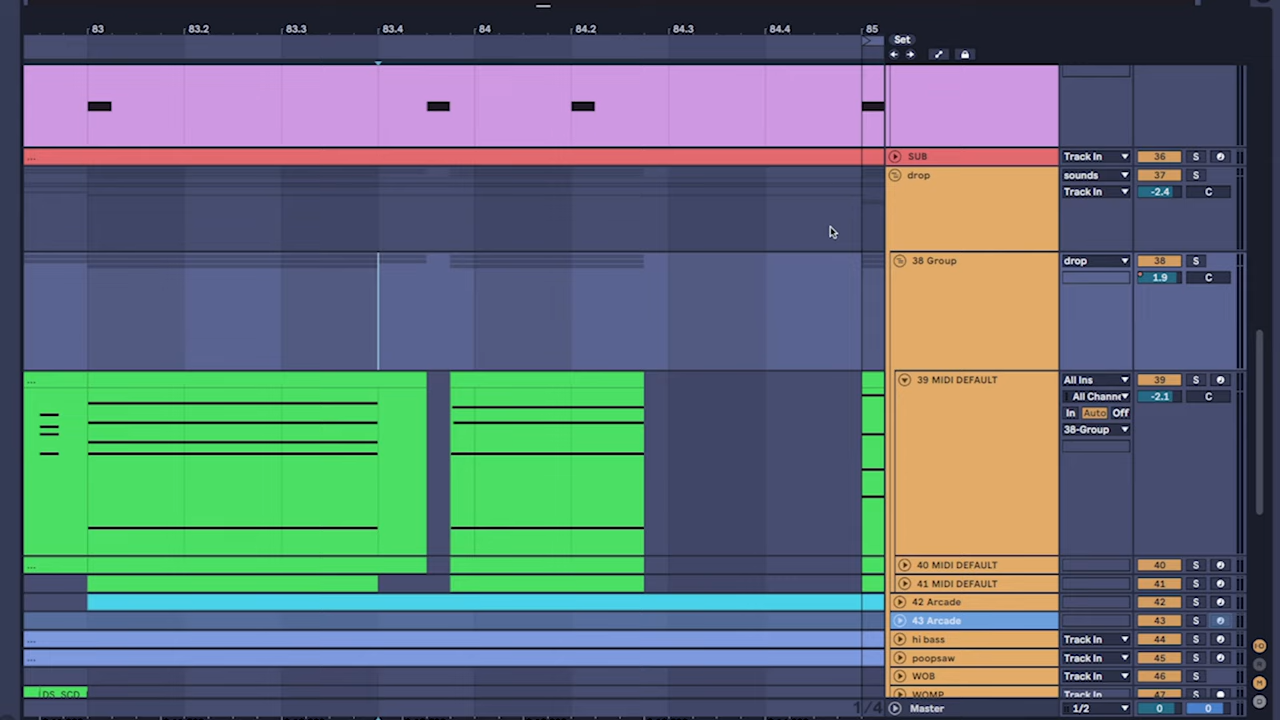 83 83.2 83.3 83.4 84 84.2 84.3 84.4 85
Set
... SUB Track In 36 S
drop sounds 37 S
Track In -2.4 C
38 Group drop 38 S
1.9 C
... 39 MIDI DEFAULT All Ins 39 S
All Channe -2.1 C
In Auto Off
38-Group
... 40 MIDI DEFAULT 40 S
41 MIDI DEFAULT 41 S
42 Arcade 42 S
43 Arcade 43 S
... hi bass Track In 44 S
... poopsaw Track In 45 S
WOB Track In 46 S
(DS_SCD WOMP Track In 47 S
1/4 Master 1/2 0 0